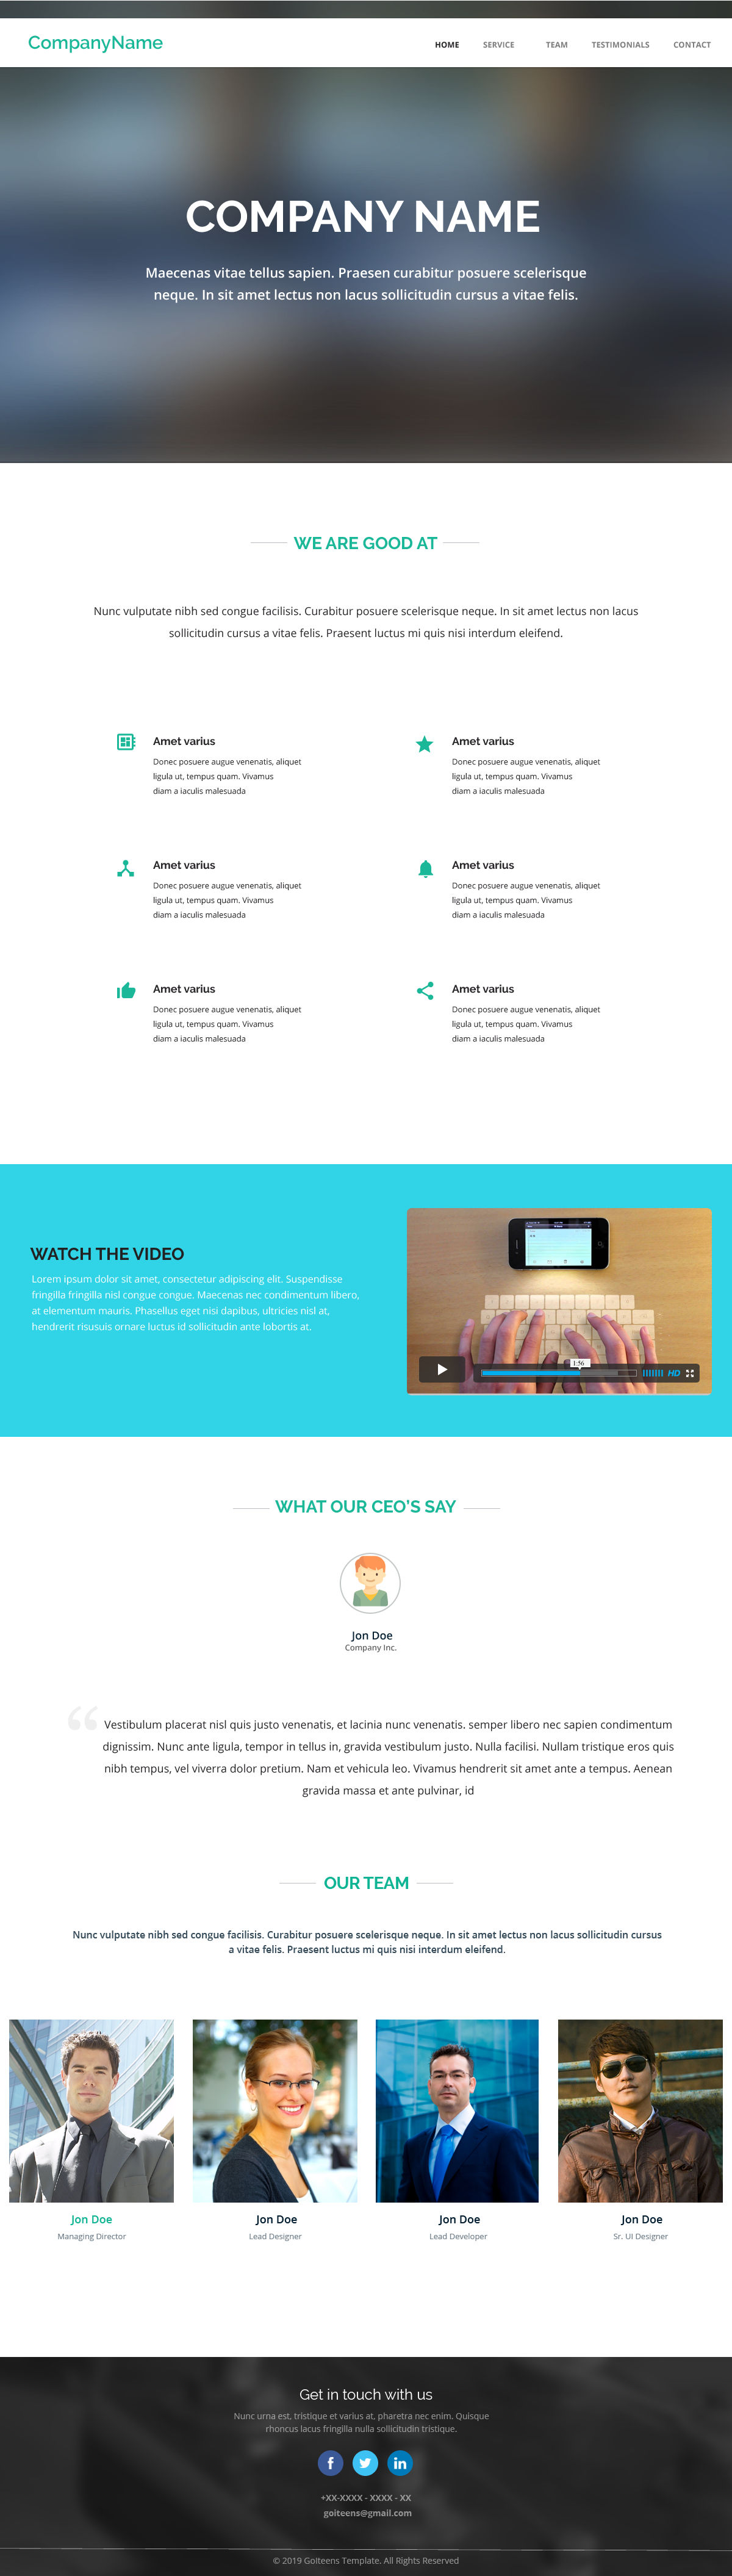 CompanyName
HOME SERVICE TEAM TESTIMONIALS CONTACT
COMPANY NAME
Maecenas vitae tellus sapien. Praesen curabitur posuere scelerisque
neque. In sit amet lectus non lacus sollicitudin cursus a vitae felis.
WE ARE GOOD AT
Nunc vulputate nibh sed congue facilisis. Curabitur posuere scelerisque neque. In sit amet lectus non lacus
sollicitudin cursus a vitae felis. Praesent luctus mi quis nisi interdum eleifend.
Amet varius
Donec posuere augue venenatis, aliquet
ligula ut, tempus quam. Vivamus
diam a iaculis malesuada
Amet varius
Donec posuere augue venenatis, aliquet
ligula ut, tempus quam. Vivamus
diam a iaculis malesuada
Amet varius
Donec posuere augue venenatis, aliquet
ligula ut, tempus quam. Vivamus
diam a iaculis malesuada
Amet varius
Donec posuere augue venenatis, aliquet
ligula ut, tempus quam. Vivamus
diam a iaculis malesuada
Amet varius
Donec posuere augue venenatis, aliquet
ligula ut, tempus quam. Vivamus
diam a iaculis malesuada
Amet varius
Donec posuere augue venenatis, aliquet
ligula ut, tempus quam. Vivamus
diam a iaculis malesuada
WATCH THE VIDEO
Lorem ipsum dolor sit amet, consectetur adipiscing elit. Suspendisse
fringilla fringilla nisl congue congue. Maecenas nec condimentum libero,
at elementum mauris. Phasellus eget nisi dapibus, ultricies nisl at,
hendrerit risusuis ornare luctus id sollicitudin ante lobortis at.
1:56
HD
WHAT OUR CEO'S SAY
Jon Doe
Company Inc.
“ Vestibulum placerat nisl quis justo venenatis, et lacinia nunc venenatis. semper libero nec sapien condimentum
dignissim. Nunc ante ligula, tempor in tellus in, gravida vestibulum justo. Nulla facilisi. Nullam tristique eros quis
nibh tempus, vel viverra dolor pretium. Nam et vehicula leo. Vivamus hendrerit sit amet ante a tempus. Aenean
gravida massa et ante pulvinar, id
OUR TEAM
Nunc vulputate nibh sed congue facilisis. Curabitur posuere scelerisque neque. In sit amet lectus non lacus sollicitudin cursus
a vitae felis. Praesent luctus mi quis nisi interdum eleifend.
Jon Doe
Managing Director
Jon Doe
Lead Designer
Jon Doe
Lead Developer
Jon Doe
Sr. UI Designer
Get in touch with us
Nunc urna est, tristique et varius at, pharetra nec enim. Quisque
rhoncus lacus fringilla nulla sollicitudin tristique.
f in
+XX-XXXX - XXXX - XX
goiteens@gmail.com
© 2019 GoIteens Template, All Rights Reserved